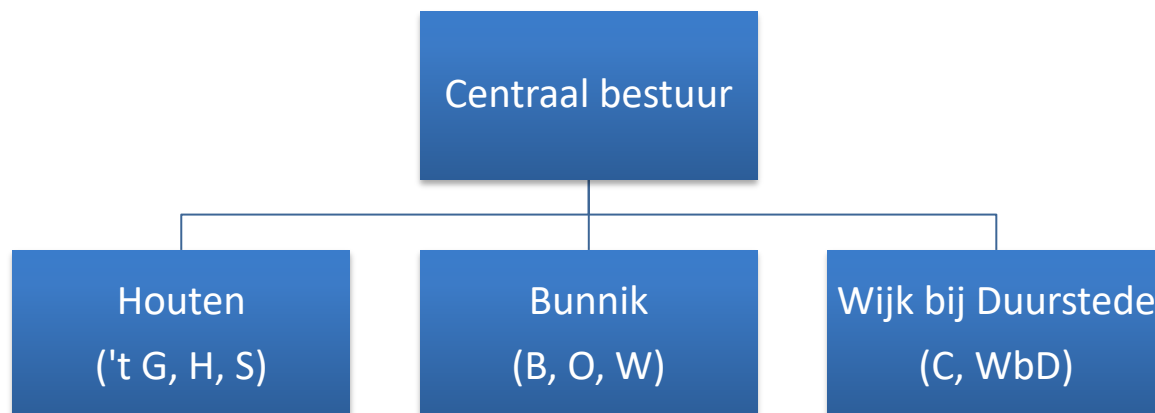 Centraal bestuur
Houten
('t G, H, S)
Bunnik
(B, O, W)
Wijk bij Duurstede
(C, WbD)